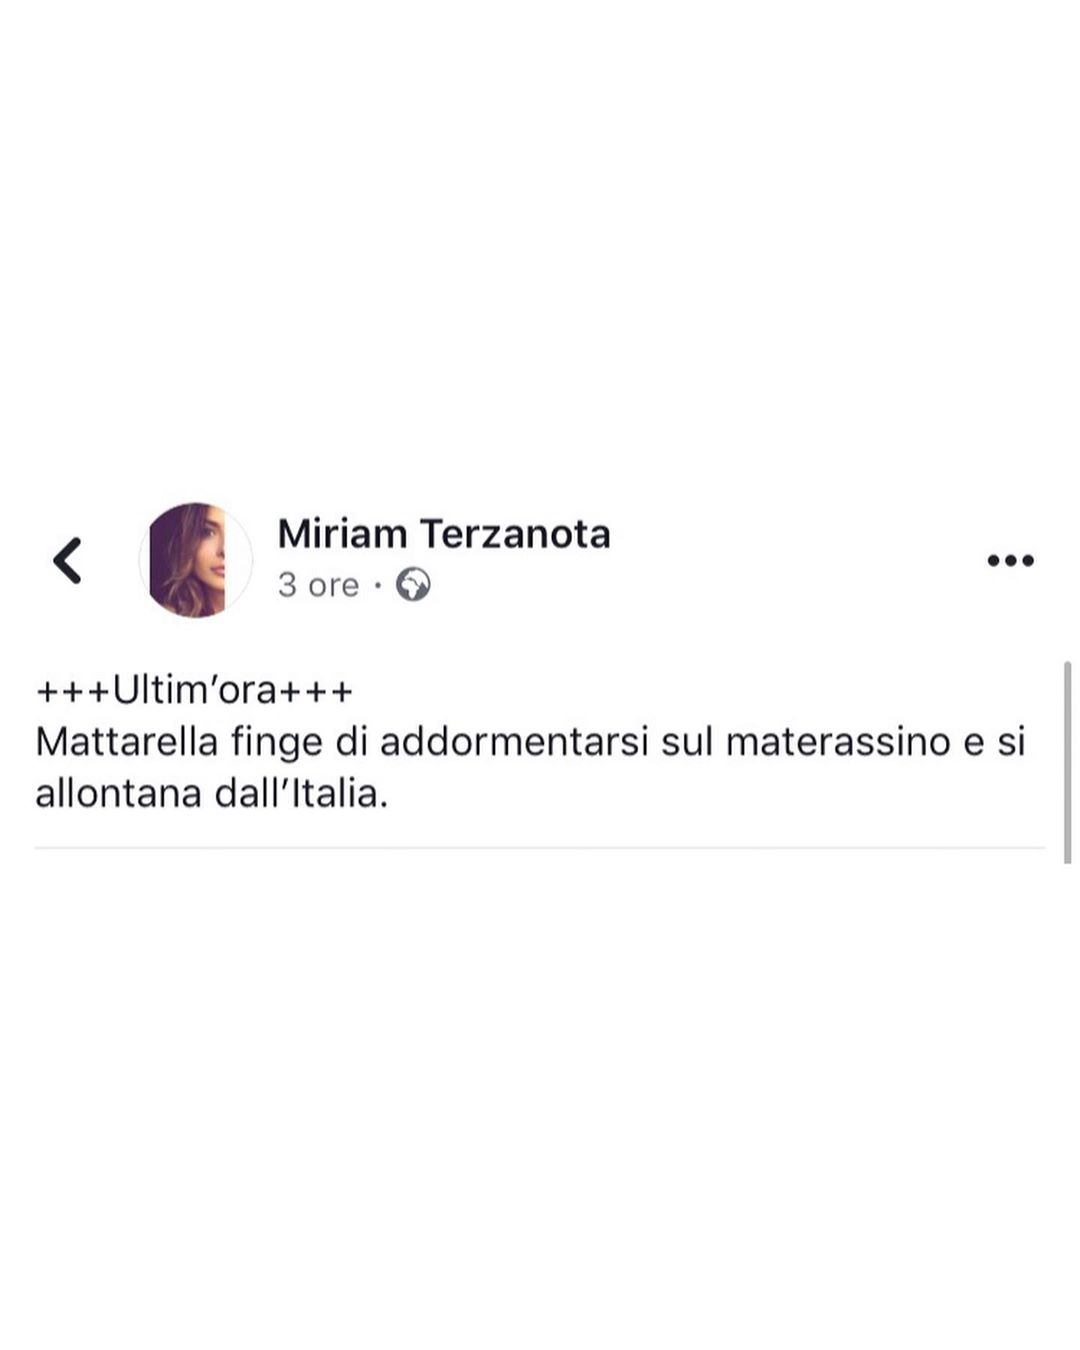 Miriam Terzanota
3 ore ·
+++Ultim’ora+++
Mattarella finge di addormentarsi sul materassino e si
allontana dall’Italia.